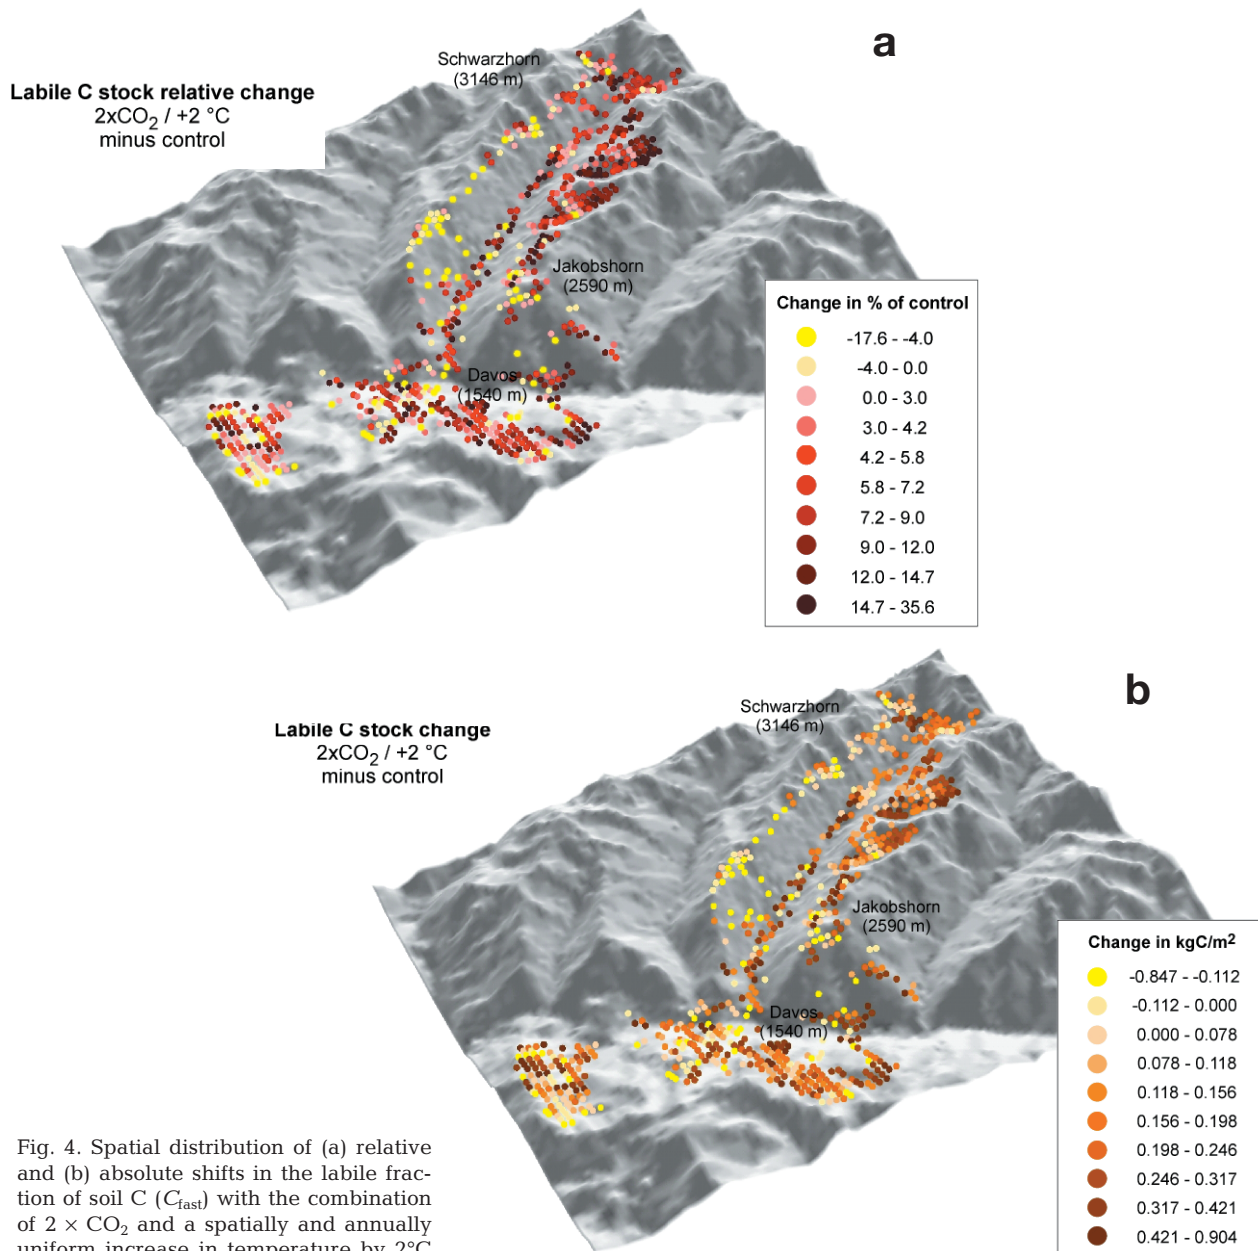 a
Schwarzhorn
(3146 m)
Labile C stock relative change
2xCO2 / +2 °C
minus control
Jakobshorn
(2590 m)
Davos
(1540 m)
Change in % of control
-17.6 - -4.0
-4.0 - 0.0
0.0 - 3.0
3.0 - 4.2
4.2 - 5.8
5.8 - 7.2
7.2 - 9.0
9.0 - 12.0
12.0 - 14.7
14.7 - 35.6
b
Schwarzhorn
(3146 m)
Labile C stock change
2xCO2 / +2 °C
minus control
Jakobshorn
(2590 m)
Davos
(1540 m)
Change in kgC/m2
-0.847 - -0.112
-0.112 - 0.000
0.000 - 0.078
0.078 - 0.118
0.118 - 0.156
0.156 - 0.198
0.198 - 0.246
0.246 - 0.317
0.317 - 0.421
0.421 - 0.904
Fig. 4. Spatial distribution of (a) relative
and (b) absolute shifts in the labile frac-
tion of soil C (Cfast) with the combination
of 2 × CO2 and a spatially and annually
uniform increase in temperature by 2°C